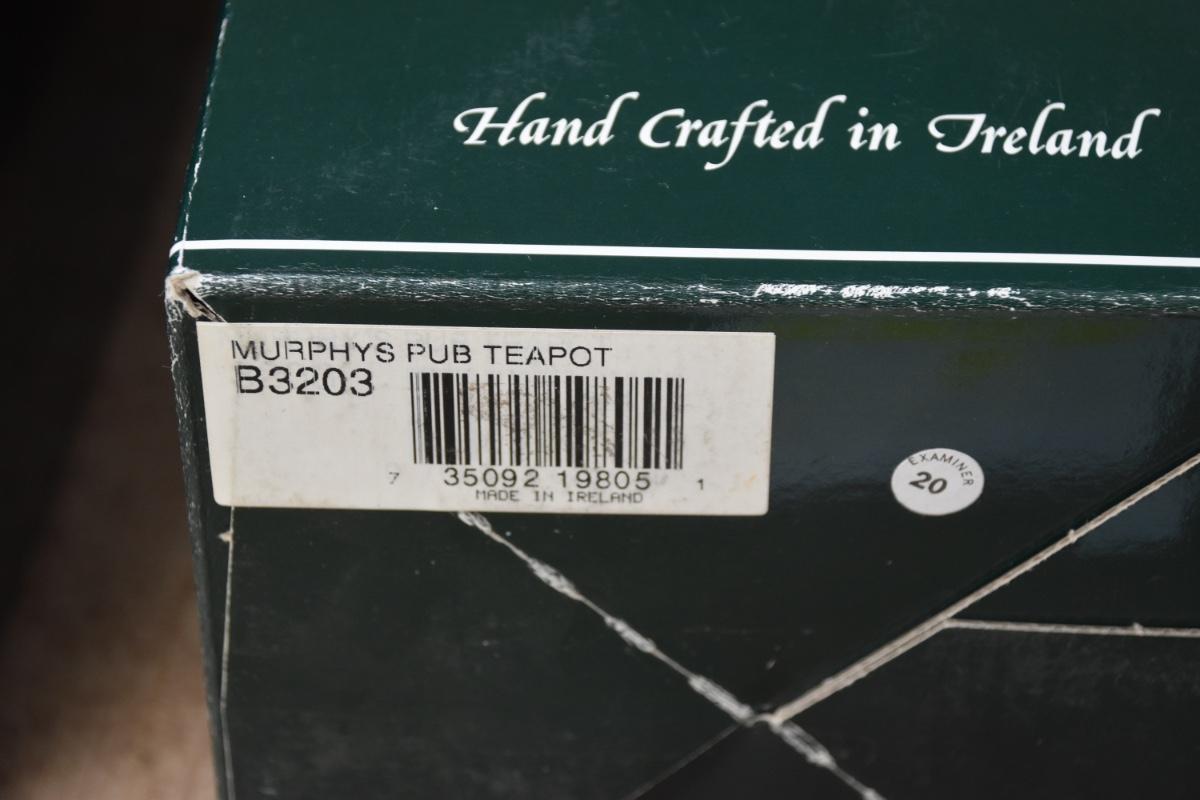 Hand Crafted in Ireland
MURPHYS PUB TEAPOT
B3203
7 35092 19805 1
MADE IN IRELAND
EXAMINER
20